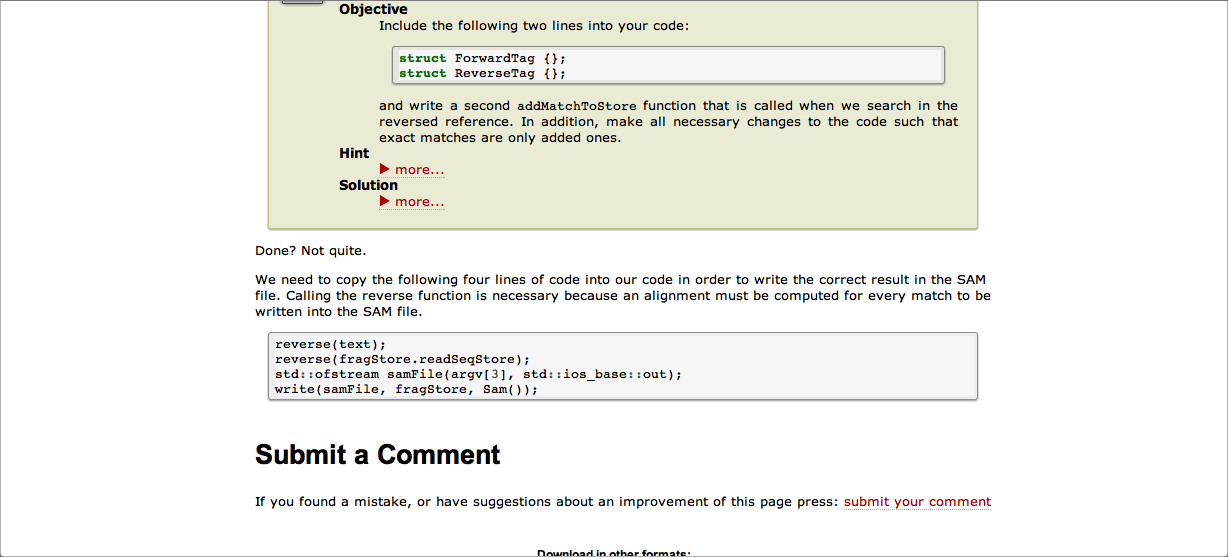 Objective
Include the following two lines into your code:
struct ForwardTag {};
struct ReverseTag {};
and write a second addMatchToStore function that is called when we search in the
reversed reference. In addition, make all necessary changes to the code such that
exact matches are only added ones.
Hint
▶ more...
Solution
▶ more...
Done? Not quite.
We need to copy the following four lines of code into our code in order to write the correct result in the SAM
file. Calling the reverse function is necessary because an alignment must be computed for every match to be
written into the SAM file.
reverse(text);
reverse(fragStore.readSeqStore);
std::ofstream samFile(argv[3], std::ios_base::out);
write(samFile, fragStore, Sam());
Submit a Comment
If you found a mistake, or have suggestions about an improvement of this page press: submit your comment
Download in other formats: